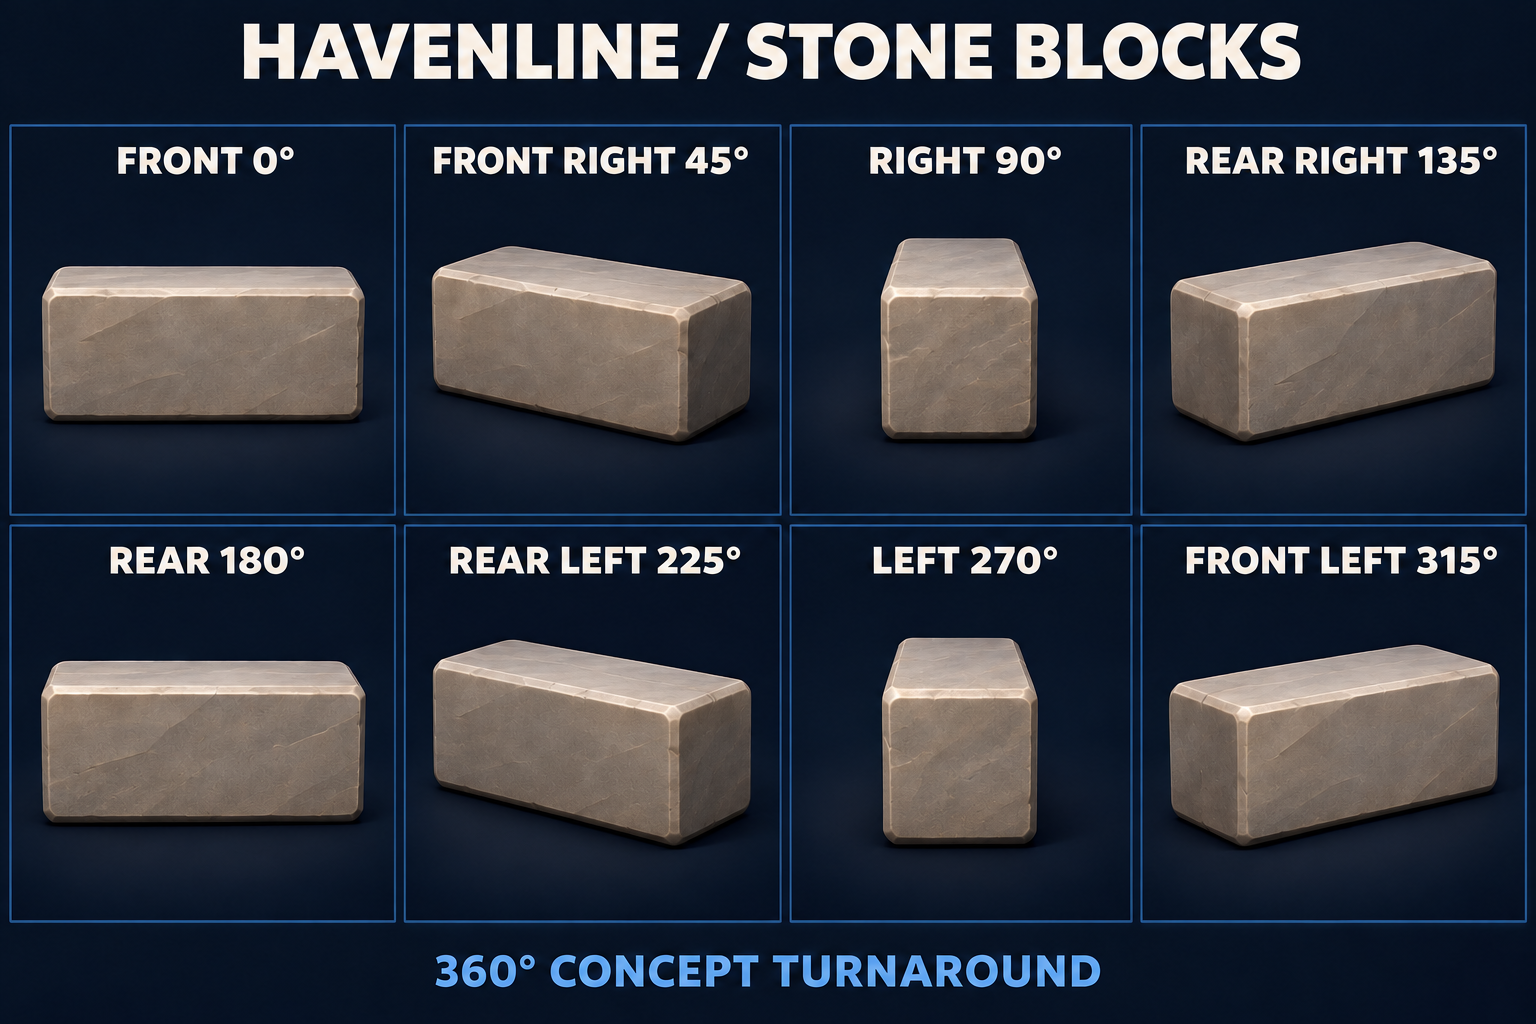 HAVENLINE / STONE BLOCKS
FRONT 0°
FRONT RIGHT 45°
RIGHT 90°
REAR RIGHT 135°
REAR 180°
REAR LEFT 225°
LEFT 270°
FRONT LEFT 315°
360° CONCEPT TURNAROUND